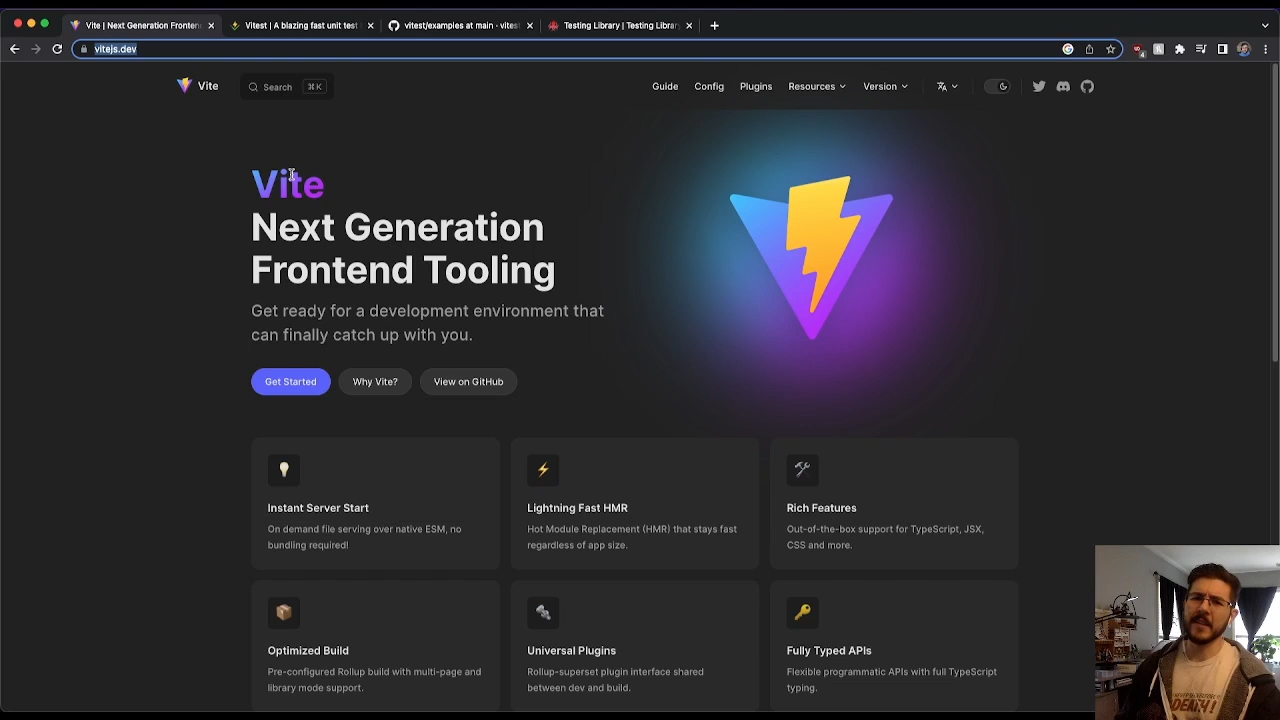 Vite | Next Generation Fronten
Vitest | A blazing fast unit test
vitest/examples at main · vites
Testing Library | Testing Library
vitejs.dev
4
Vite
Search
⌘K
Guide
Config
Plugins
Resources
Version
Vite
Next Generation
Frontend Tooling
Get ready for a development environment that
can finally catch up with you.
Get Started
Why Vite?
View on GitHub
Instant Server Start
On demand file serving over native ESM, no
bundling required!
Lightning Fast HMR
Hot Module Replacement (HMR) that stays fast
regardless of app size.
Rich Features
Out-of-the-box support for TypeScript, JSX,
CSS and more.
Optimized Build
Pre-configured Rollup build with multi-page and
library mode support.
Universal Plugins
Rollup-superset plugin interface shared
between dev and build.
Fully Typed APIs
Flexible programmatic APIs with full TypeScript
typing.
DEATH!